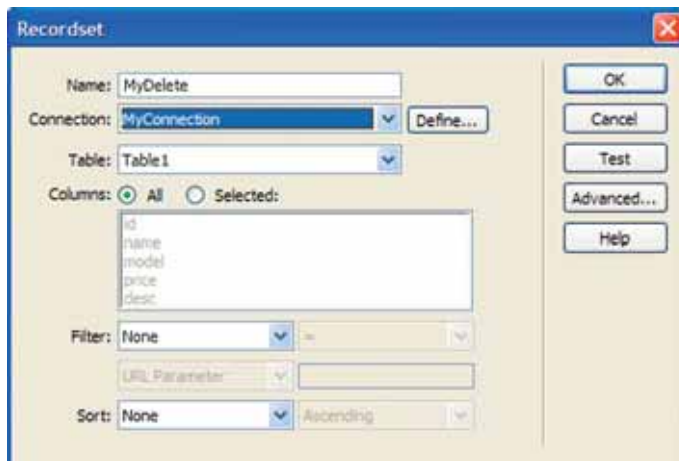 Recordset
Name: MyDelete
OK
Connection: MyConnection Define...
Cancel
Table: Table1
Test
Columns: All Selected:
Advanced...
id
name
model
price
desc
Help
Filter: None =
URL Parameter
Sort: None Ascending